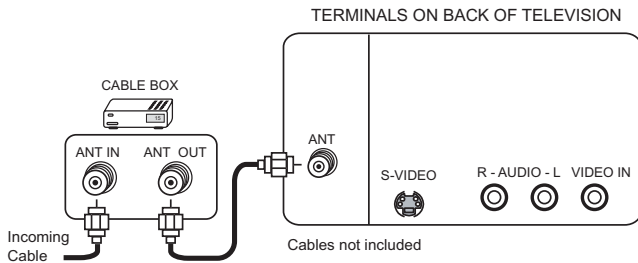 TERMINALS ON BACK OF TELEVISION
CABLE BOX
15
ANT IN ANT OUT
ANT
S-VIDEO
R - AUDIO - L VIDEO IN
Incoming
Cable
Cables not included